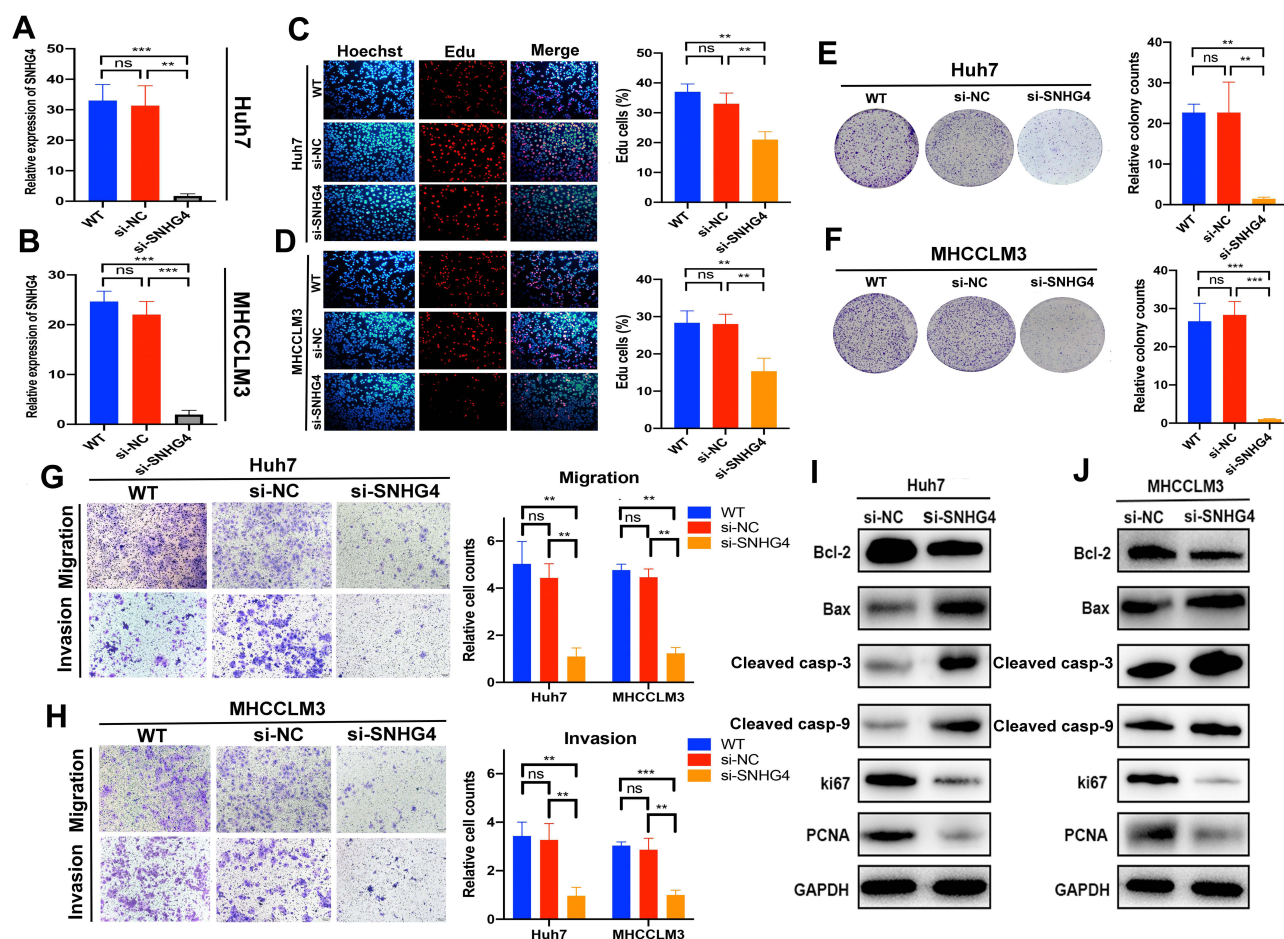 A
Relative expression of SNHG4
40
30
20
10
0
***
ns
**
WT
si-NC
si-SNHG4
Huh7
B
Relative expression of SNHG4
40
20
0
***
ns
***
WT
si-NC
si-SNHG4
MHCCLM3
C
Hoechst
Edu
Merge
Huh7
WT
si-NC
si-SNHG4
Edu cells (%)
50
40
30
20
10
0
**
ns
**
WT
si-NC
si-SNHG4
D
MHCCLM3
WT
si-NC
si-SNHG4
Edu cells (%)
40
30
20
10
0
**
ns
**
WT
si-NC
si-SNHG4
E
Huh7
WT
si-NC
si-SNHG4
Relative colony counts
40
30
20
10
0
**
ns
**
WT
si-NC
si-SNHG4
F
MHCCLM3
WT
si-NC
si-SNHG4
Relative colony counts
40
30
20
10
0
***
ns
***
WT
si-NC
si-SNHG4
G
Huh7
WT
si-NC
si-SNHG4
Migration
Invasion
Migration
Relative cell counts
6
4
2
0
**
ns
**
**
ns
**
WT
si-NC
si-SNHG4
Huh7
MHCCLM3
H
MHCCLM3
WT
si-NC
si-SNHG4
Migration
Invasion
Invasion
Relative cell counts
6
4
2
0
**
ns
**
***
ns
**
WT
si-NC
si-SNHG4
Huh7
MHCCLM3
I
Huh7
si-NC
si-SNHG4
Bcl-2
Bax
Cleaved casp-3
Cleaved casp-9
ki67
PCNA
GAPDH
J
MHCCLM3
si-NC
si-SNHG4
Bcl-2
Bax
Cleaved casp-3
Cleaved casp-9
ki67
PCNA
GAPDH